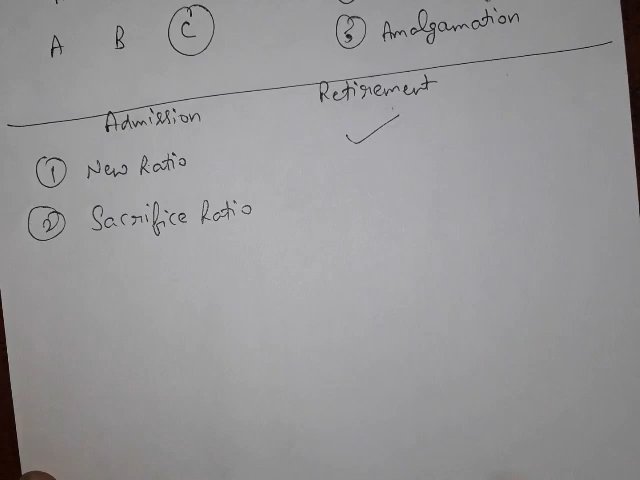 A B C ③ Amalgamation
Admission Retirement
① New Ratio ✓
② Sacrifice Ratio